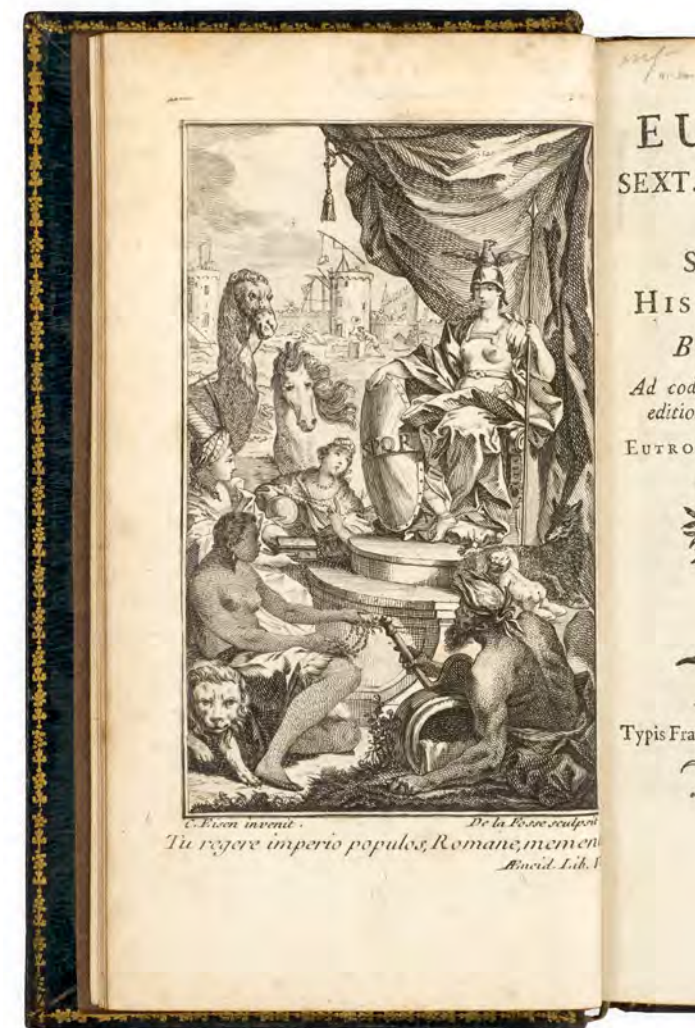 SPQR
C. Eisen invenit.
De la Fosse sculpsit
Tu regere imperio populos, Romane, memen
Æneid. Lib. V
EU
SEXT.
S
HIS
B
Ad cod
editio
EUTRO
Typis Fra